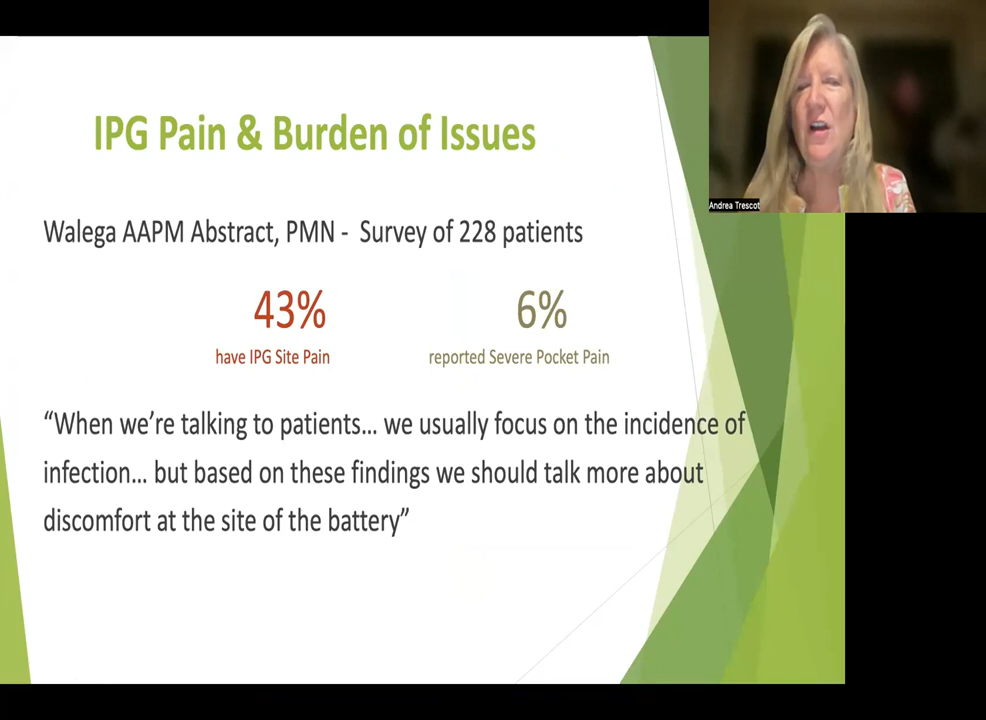 IPG Pain & Burden of Issues
Andrea Trescot
Walega AAPM Abstract, PMN - Survey of 228 patients
43%
6%
have IPG Site Pain
reported Severe Pocket Pain
“When we’re talking to patients... we usually focus on the incidence of
infection... but based on these findings we should talk more about
discomfort at the site of the battery”